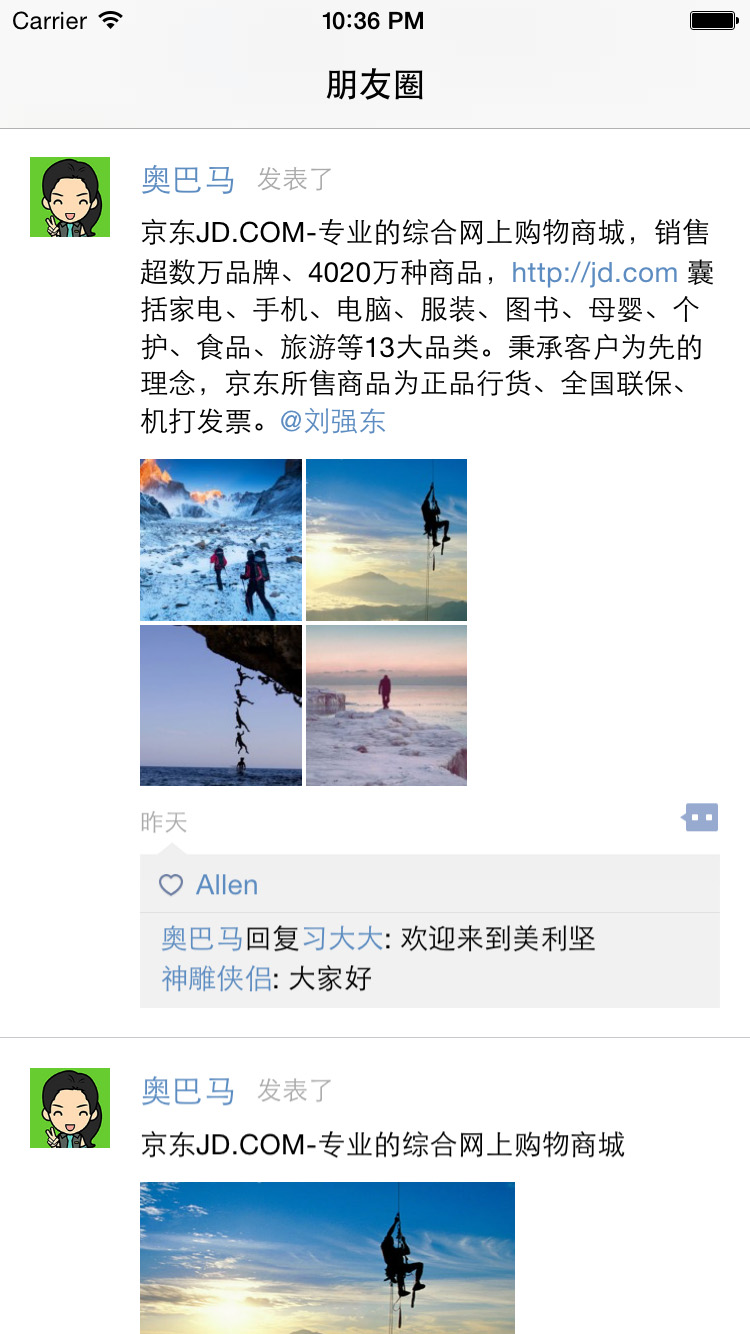 Carrier 10:36 PM
朋友圈
奥巴马 发表了
京东JD.COM-专业的综合网上购物商城，销售
超数万品牌、4020万种商品，http://jd.com 囊
括家电、手机、电脑、服装、图书、母婴、个
护、食品、旅游等13大品类。秉承客户为先的
理念，京东所售商品为正品行货、全国联保、
机打发票。@刘强东
昨天
Allen
奥巴马回复习大大: 欢迎来到美利坚
神雕侠侣: 大家好
奥巴马 发表了
京东JD.COM-专业的综合网上购物商城